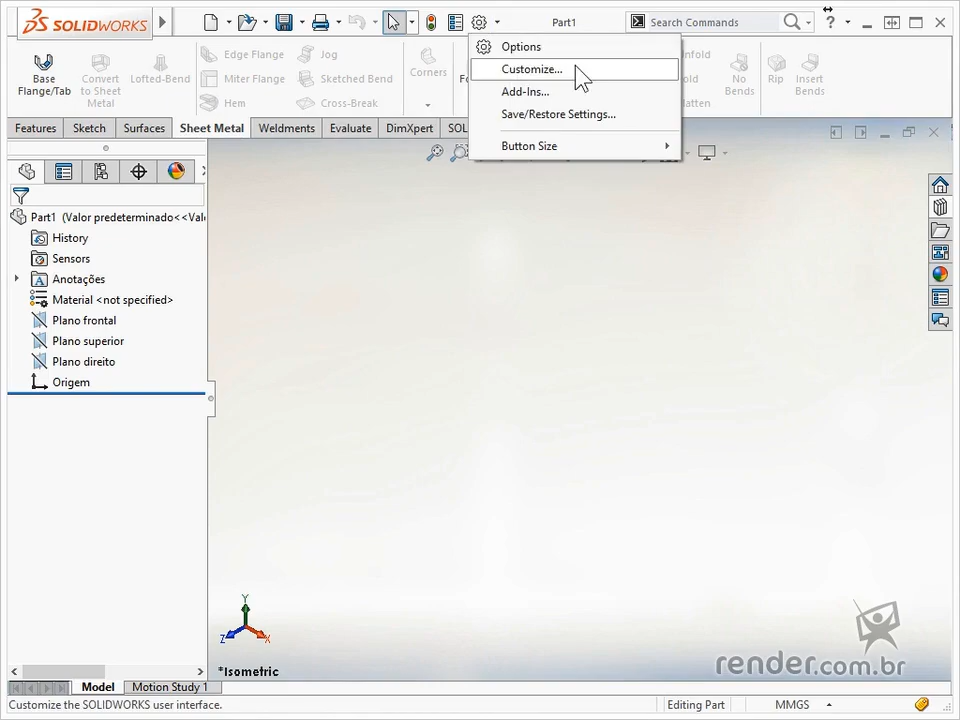 SOLIDWORKS
Part1
Search Commands
?
Options
Customize...
Add-Ins...
Save/Restore Settings...
Button Size
Base Flange/Tab
Convert to Sheet Metal
Lofted-Bend
Edge Flange
Miter Flange
Hem
Jog
Sketched Bend
Cross-Break
Corners
No Bends
Rip
Insert Bends
Features
Sketch
Surfaces
Sheet Metal
Weldments
Evaluate
DimXpert
SOL
Part1 (Valor predeterminado<<Val
History
Sensors
Anotações
Material <not specified>
Plano frontal
Plano superior
Plano direito
Origem
Y
Z
X
*Isometric
render.com.br
Model
Motion Study 1
Customize the SOLIDWORKS user interface.
Editing Part
MMGS